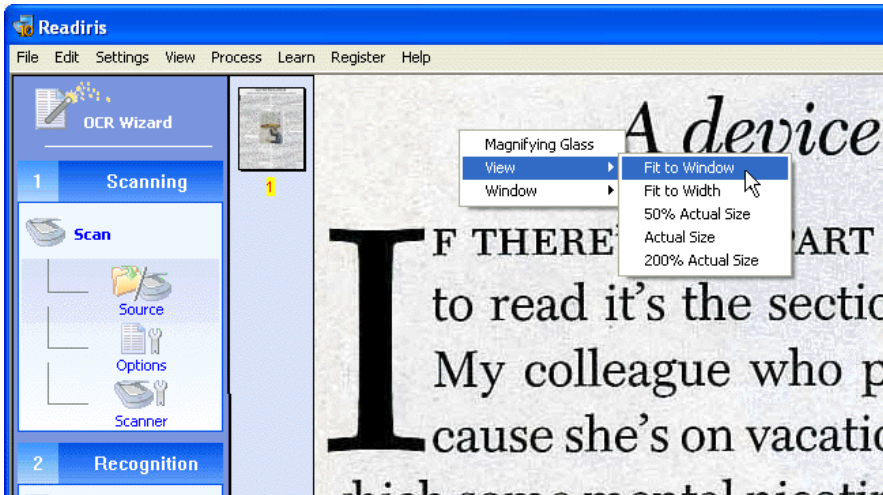 Readiris
File Edit Settings View Process Learn Register Help
OCR Wizard
1 Scanning
Scan
Source
Options
Scanner
2 Recognition
1
Magnifying Glass
View
Window
Fit to Window
Fit to Width
50% Actual Size
Actual Size
200% Actual Size
A device
IF THERE' PART
to read it's the sectio
My colleague who p
cause she's on vacatio